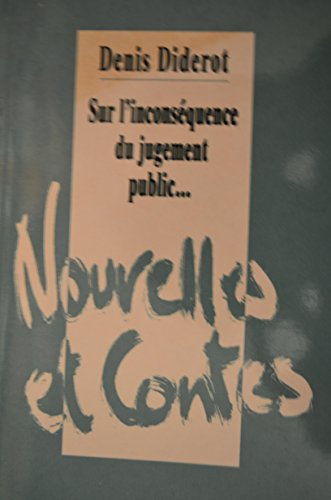 Denis Diderot
Sur l'inconséquence
du jugement
public...
Nouvelles
et Contes